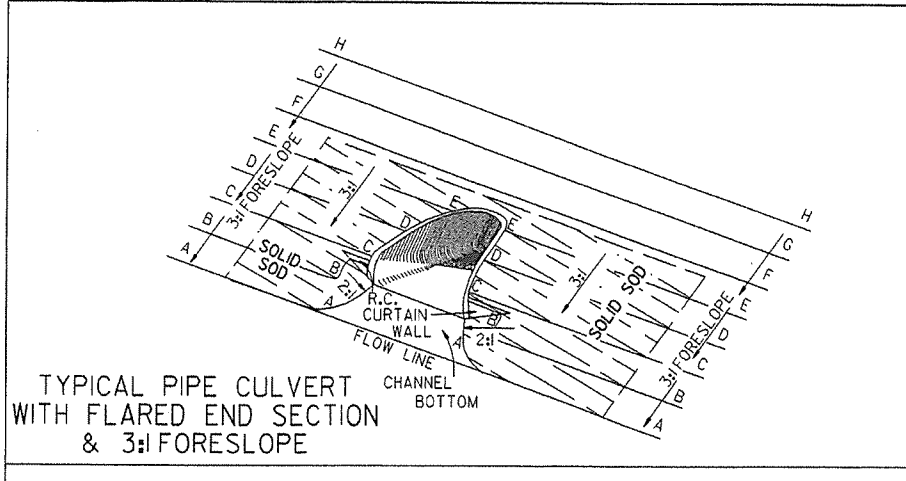 H
G
F
E
D
C
B
A
3:1 FORESLOPE
3:1
SOLID
SOD
A
B
2:1
C
D
E
E
D
C
B
A
2:1
R.C.
CURTAIN
WALL
FLOW LINE
CHANNEL
BOTTOM
3:1
SOLID SOD
H
G
F
E
D
C
B
A
3:1 FORESLOPE
TYPICAL PIPE CULVERT
WITH FLARED END SECTION
& 3:1 FORESLOPE